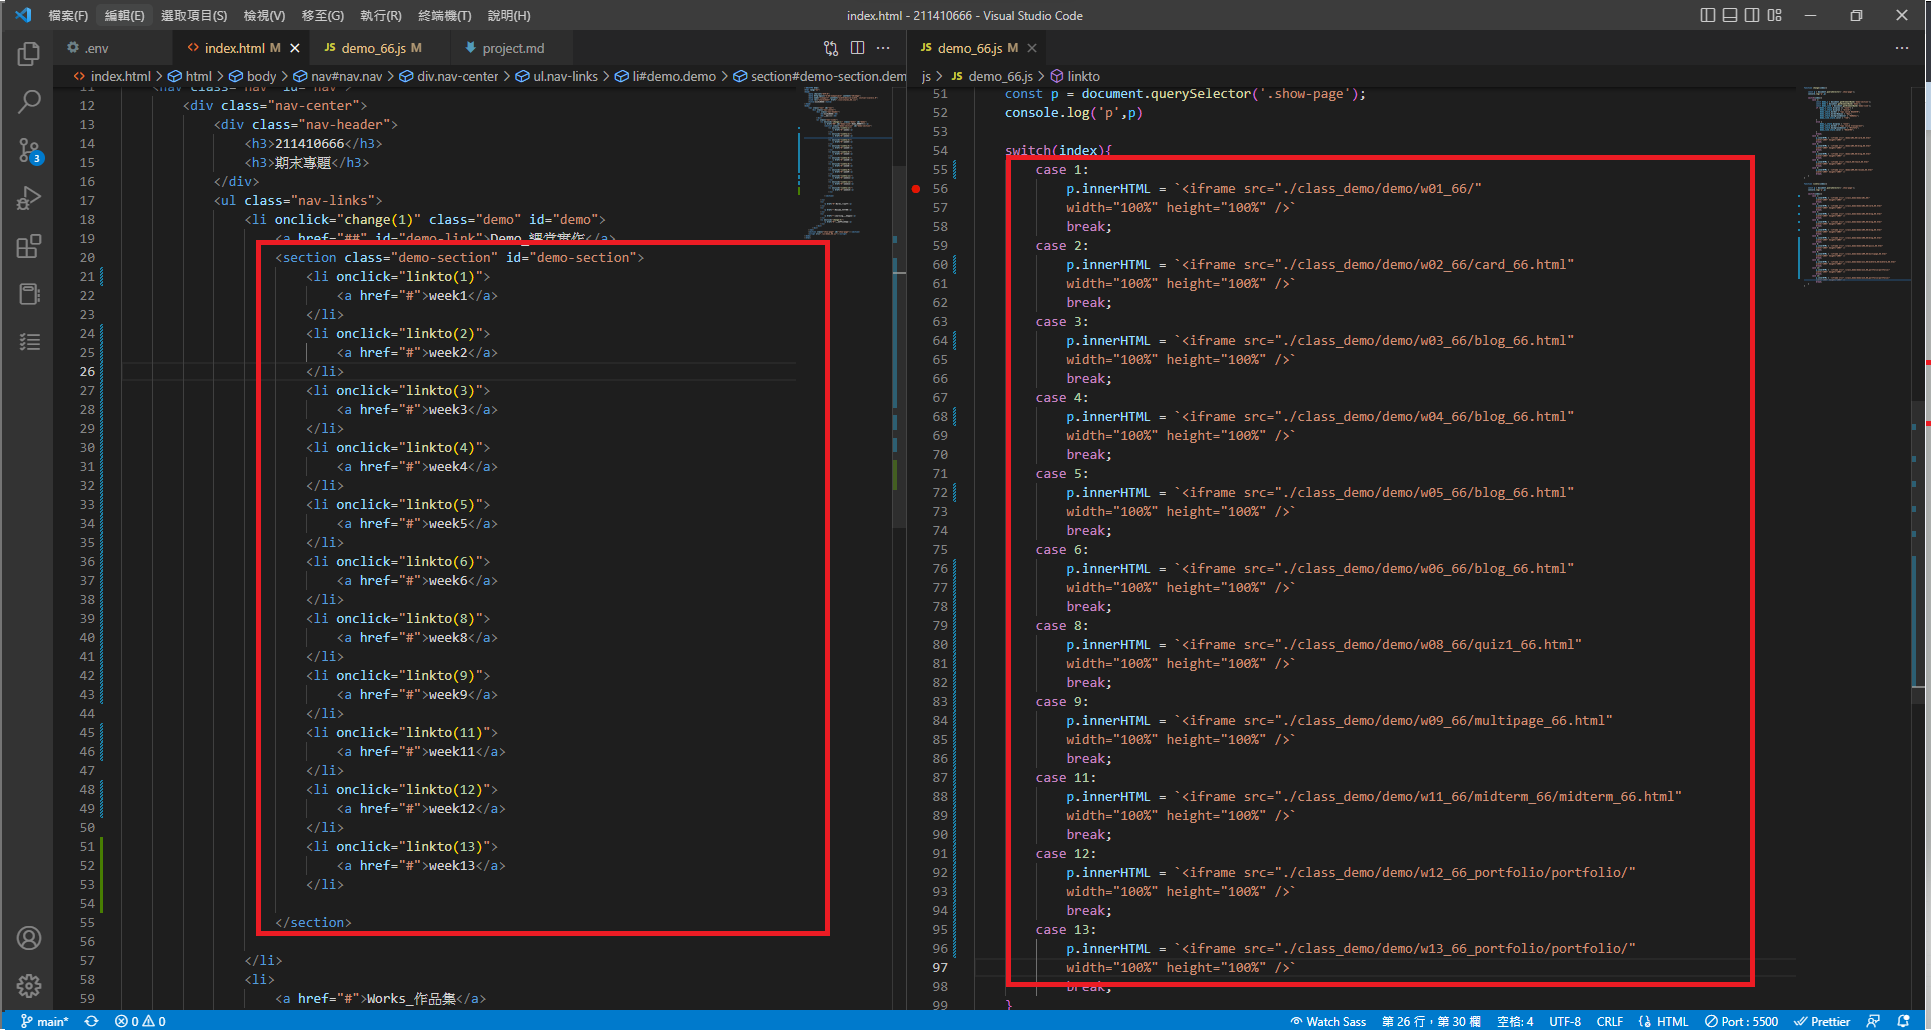 檔案(F) 編輯(E) 選取項目(S) 檢視(V) 移至(G) 執行(R) 終端機(T) 說明(H) index.html - 211410666 - Visual Studio Code
.env <> index.html M × JS demo_66.js M project.md
index.html > html > body > nav#nav.nav > div.nav-center > ul.nav-links > li#demo.demo > section#demo-section.dem
11 <nav class="nav" id="nav">
12 <div class="nav-center">
13 <div class="nav-header">
14 <h3>211410666</h3>
15 <h3>期末專題</h3>
16 </div>
17 <ul class="nav-links">
18 <li onclick="change(1)" class="demo" id="demo">
19 <a href="##" id="demo-link">Demo_課堂實作</a>
20 <section class="demo-section" id="demo-section">
21 <li onclick="linkto(1)">
22 <a href="#">week1</a>
23 </li>
24 <li onclick="linkto(2)">
25 <a href="#">week2</a>
26 </li>
27 <li onclick="linkto(3)">
28 <a href="#">week3</a>
29 </li>
30 <li onclick="linkto(4)">
31 <a href="#">week4</a>
32 </li>
33 <li onclick="linkto(5)">
34 <a href="#">week5</a>
35 </li>
36 <li onclick="linkto(6)">
37 <a href="#">week6</a>
38 </li>
39 <li onclick="linkto(8)">
40 <a href="#">week8</a>
41 </li>
42 <li onclick="linkto(9)">
43 <a href="#">week9</a>
44 </li>
45 <li onclick="linkto(11)">
46 <a href="#">week11</a>
47 </li>
48 <li onclick="linkto(12)">
49 <a href="#">week12</a>
50 </li>
51 <li onclick="linkto(13)">
52 <a href="#">week13</a>
53 </li>
54
55 </section>
56
57 </li>
58 <li>
59 <a href="#">Works_作品集</a>
JS demo_66.js M ×
js > JS demo_66.js > linkto
51 const p = document.querySelector('.show-page');
52 console.log('p',p)
53
54 switch(index){
55 case 1:
56 p.innerHTML = `<iframe src="./class_demo/demo/w01_66/"
57 width="100%" height="100%" />`
58 break;
59 case 2:
60 p.innerHTML = `<iframe src="./class_demo/demo/w02_66/card_66.html"
61 width="100%" height="100%" />`
62 break;
63 case 3:
64 p.innerHTML = `<iframe src="./class_demo/demo/w03_66/blog_66.html"
65 width="100%" height="100%" />`
66 break;
67 case 4:
68 p.innerHTML = `<iframe src="./class_demo/demo/w04_66/blog_66.html"
69 width="100%" height="100%" />`
70 break;
71 case 5:
72 p.innerHTML = `<iframe src="./class_demo/demo/w05_66/blog_66.html"
73 width="100%" height="100%" />`
74 break;
75 case 6:
76 p.innerHTML = `<iframe src="./class_demo/demo/w06_66/blog_66.html"
77 width="100%" height="100%" />`
78 break;
79 case 8:
80 p.innerHTML = `<iframe src="./class_demo/demo/w08_66/quiz1_66.html"
81 width="100%" height="100%" />`
82 break;
83 case 9:
84 p.innerHTML = `<iframe src="./class_demo/demo/w09_66/multipage_66.html"
85 width="100%" height="100%" />`
86 break;
87 case 11:
88 p.innerHTML = `<iframe src="./class_demo/demo/w11_66/midterm_66/midterm_66.html"
89 width="100%" height="100%" />`
90 break;
91 case 12:
92 p.innerHTML = `<iframe src="./class_demo/demo/w12_66_portfolio/portfolio/"
93 width="100%" height="100%" />`
94 break;
95 case 13:
96 p.innerHTML = `<iframe src="./class_demo/demo/w13_66_portfolio/portfolio/"
97 width="100%" height="100%" />`
98 break;
99 }
3
main* 0 0 Watch Sass 第 26 行，第 30 欄 空格: 4 UTF-8 CRLF HTML Port : 5500 Prettier